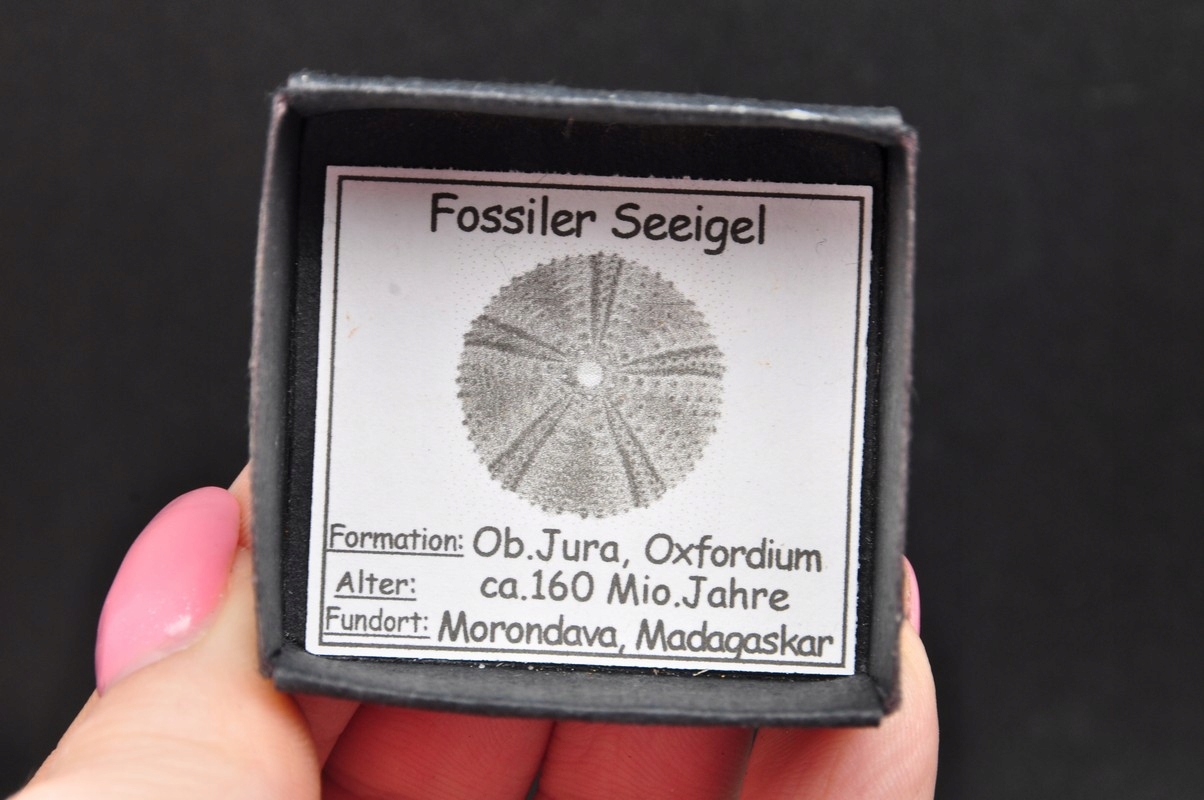 Fossiler Seeigel
Formation: Ob.Jura, Oxfordium
Alter: ca.160 Mio.Jahre
Fundort: Morondava, Madagaskar